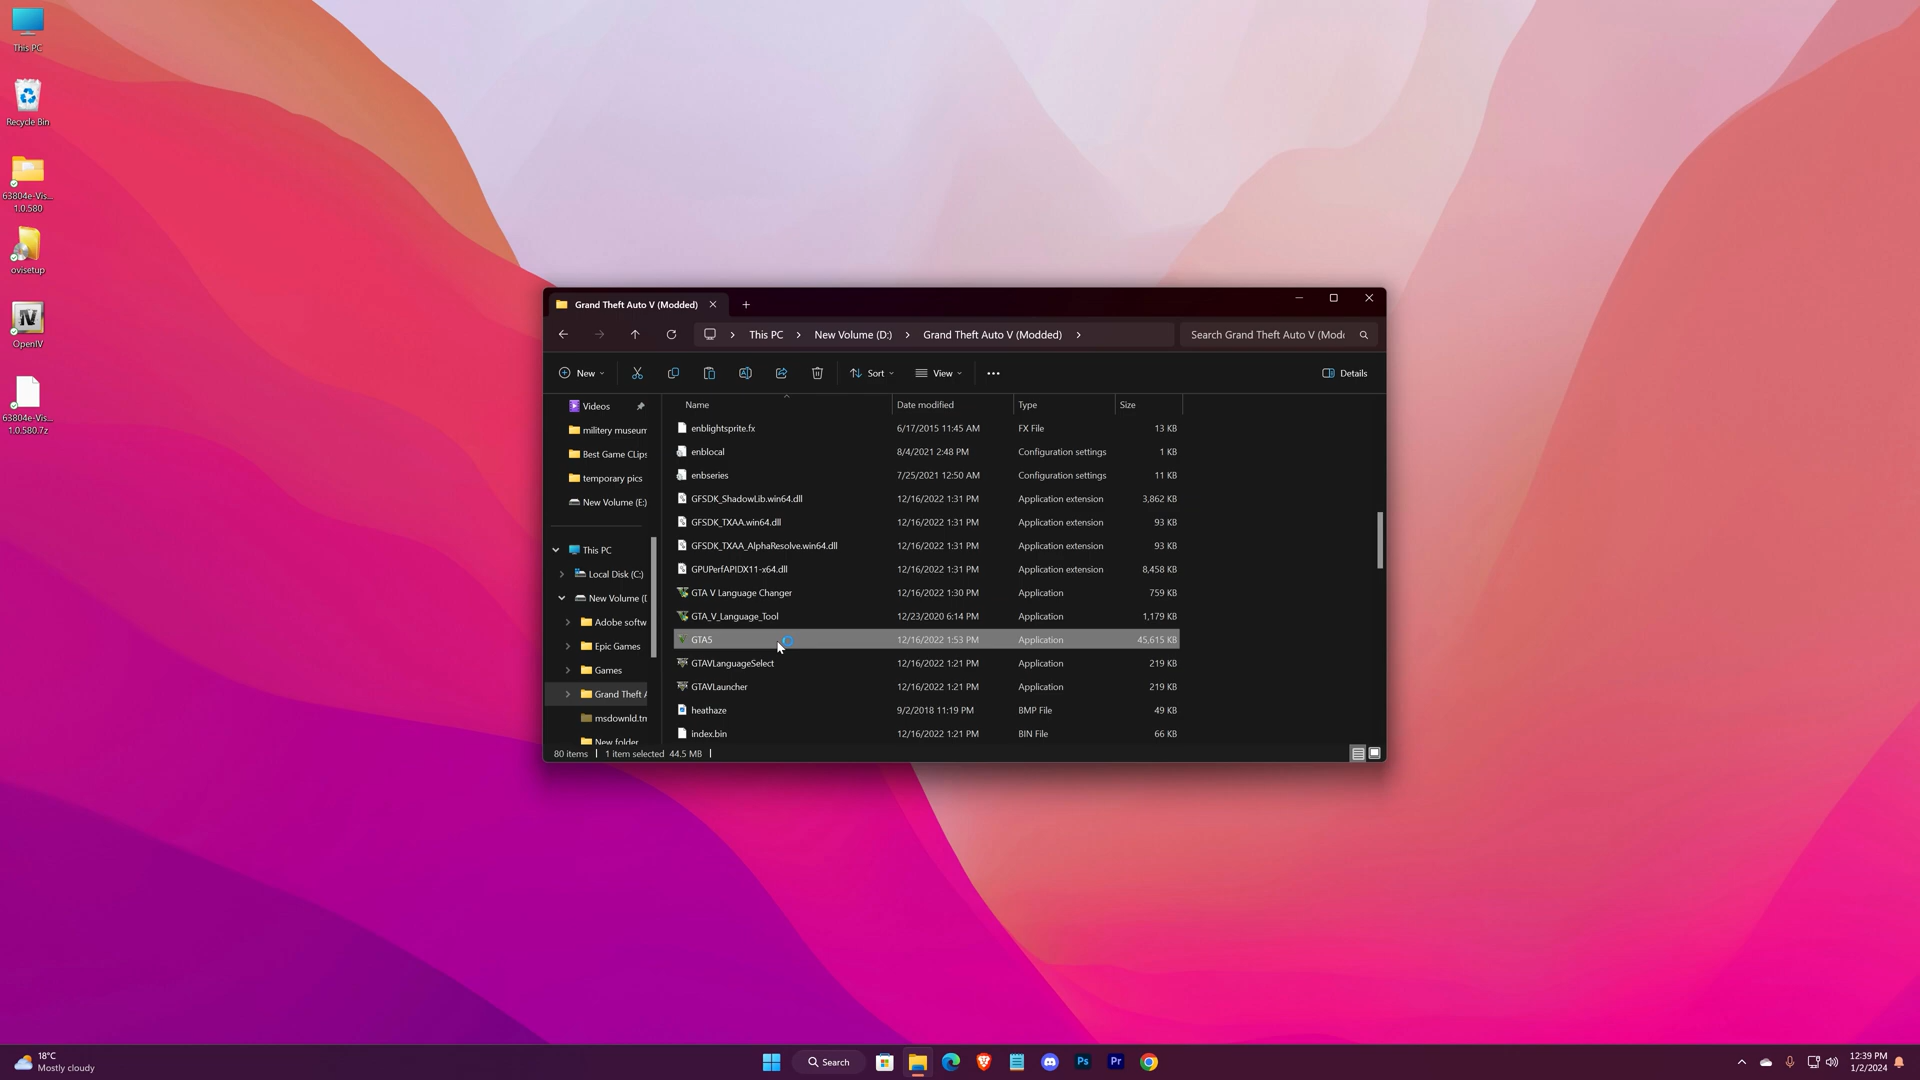 This PC
Recycle Bin
63804e-Vis...
1.0.580
ovisetup
OpenIV
63804e-Vis...
1.0.580.7z
Grand Theft Auto V (Modded)
This PC > New Volume (D:) > Grand Theft Auto V (Modded) >
Search Grand Theft Auto V (Modd
New
Sort
View
Details
Videos
militery museum
Best Game CLips
temporary pics
New Volume (E:)
This PC
Local Disk (C:)
New Volume (D
Adobe softw
Epic Games
Games
Grand Theft A
msdownld.tm
New folder
Name Date modified Type Size
enblightsprite.fx 6/17/2015 11:45 AM FX File 13 KB
enblocal 8/4/2021 2:48 PM Configuration settings 1 KB
enbseries 7/25/2021 12:50 AM Configuration settings 11 KB
GFSDK_ShadowLib.win64.dll 12/16/2022 1:31 PM Application extension 3,862 KB
GFSDK_TXAA.win64.dll 12/16/2022 1:31 PM Application extension 93 KB
GFSDK_TXAA_AlphaResolve.win64.dll 12/16/2022 1:31 PM Application extension 93 KB
GPUPerfAPIDX11-x64.dll 12/16/2022 1:31 PM Application extension 8,458 KB
GTA V Language Changer 12/16/2022 1:30 PM Application 759 KB
GTA_V_Language_Tool 12/23/2020 6:14 PM Application 1,179 KB
GTA5 12/16/2022 1:53 PM Application 45,615 KB
GTAVLanguageSelect 12/16/2022 1:21 PM Application 219 KB
GTAVLauncher 12/16/2022 1:21 PM Application 219 KB
heathaze 9/2/2018 11:19 PM BMP File 49 KB
index.bin 12/16/2022 1:21 PM BIN File 66 KB
80 items 1 item selected 44.5 MB
18°C
Mostly cloudy
Search
Ps
Pr
12:39 PM
1/2/2024